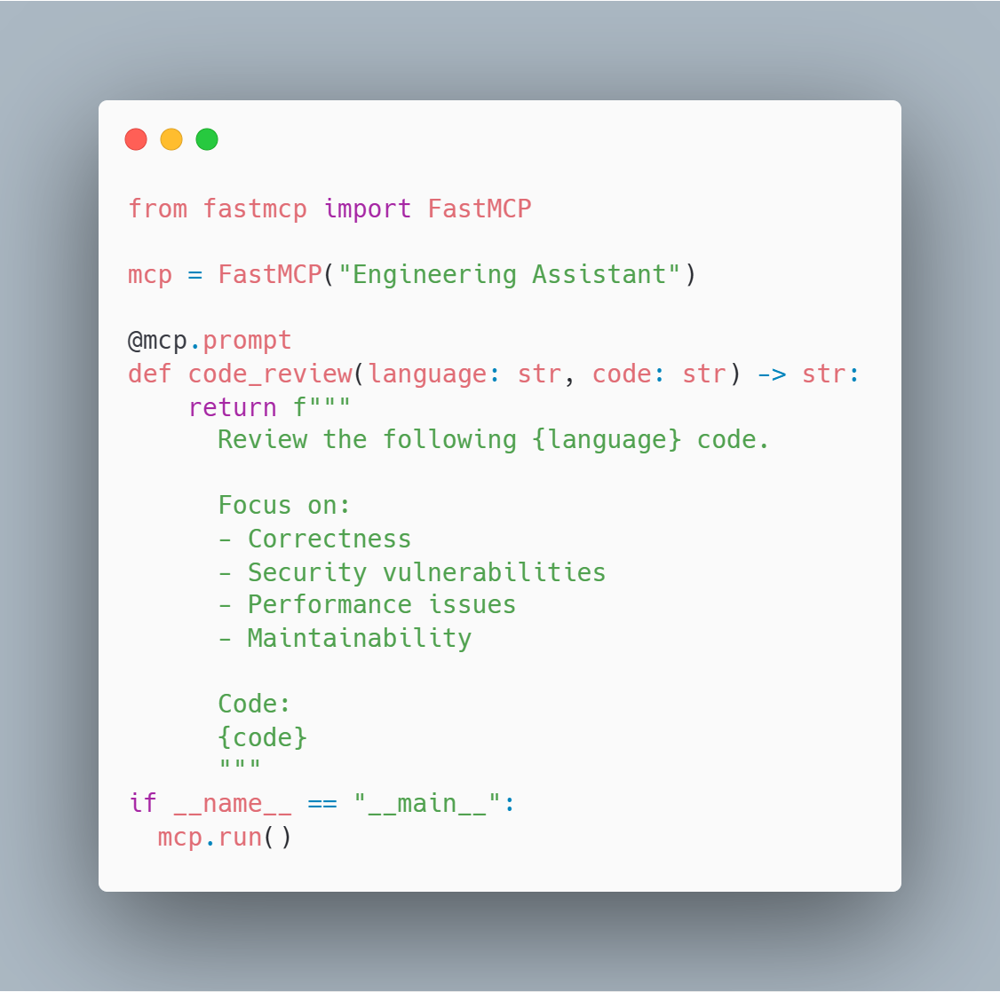 from fastmcp import FastMCP

mcp = FastMCP("Engineering Assistant")

@mcp.prompt
def code_review(language: str, code: str) -> str:
    return f"""
      Review the following {language} code.

      Focus on:
      - Correctness
      - Security vulnerabilities
      - Performance issues
      - Maintainability

      Code:
      {code}
      """
if __name__ == "__main__":
  mcp.run()